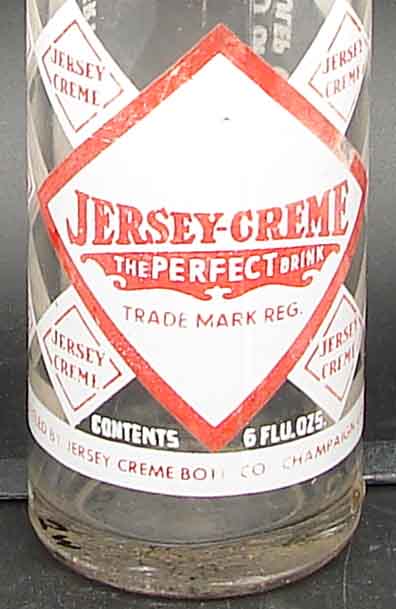 JERSEY
CREME
JERSEY
CREME
JERSEY-CREME
THE PERFECT DRINK
TRADE MARK REG.
JERSEY
CREME
JERSEY
CREME
CONTENTS 6 FLU. OZS.
BY JERSEY CREME BOT CO CHAMPAIGN